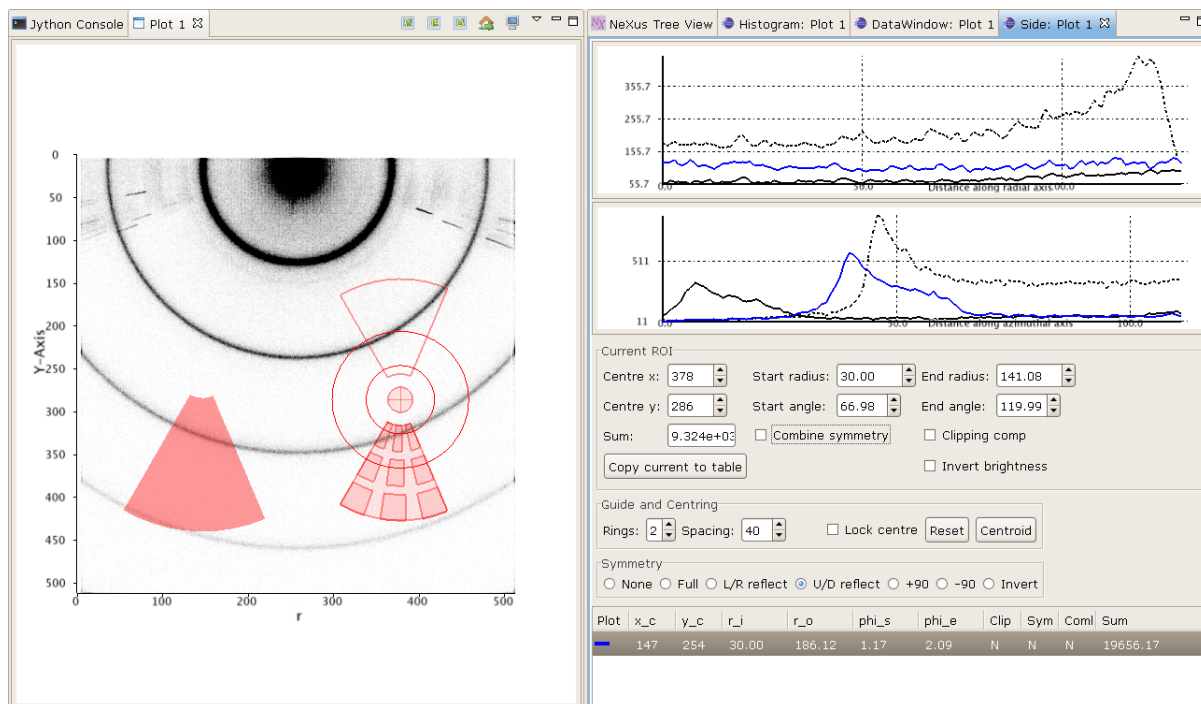 Jython Console Plot 1
NeXus Tree View Histogram: Plot 1 DataWindow: Plot 1 Side: Plot 1
0
50
100
150
200
250
300
350
400
450
500
Y-Axis
0 100 200 300 400 500
r
355.7
255.7
155.7
55.7
0.0 50.0 Distance along radial axis 100.0
511
11
0.0 50.0 Distance along azimuthal axis 100.0
Current ROI
Centre x: 378 Start radius: 30.00 End radius: 141.08
Centre y: 286 Start angle: 66.98 End angle: 119.99
Sum: 9.324e+03 Combine symmetry Clipping comp
Copy current to table Invert brightness
Guide and Centring
Rings: 2 Spacing: 40 Lock centre Reset Centroid
Symmetry
None Full L/R reflect U/D reflect +90 -90 Invert
Plot x_c y_c r_i r_o phi_s phi_e Clip Sym Coml Sum
147 254 30.00 186.12 1.17 2.09 N N N 19656.17